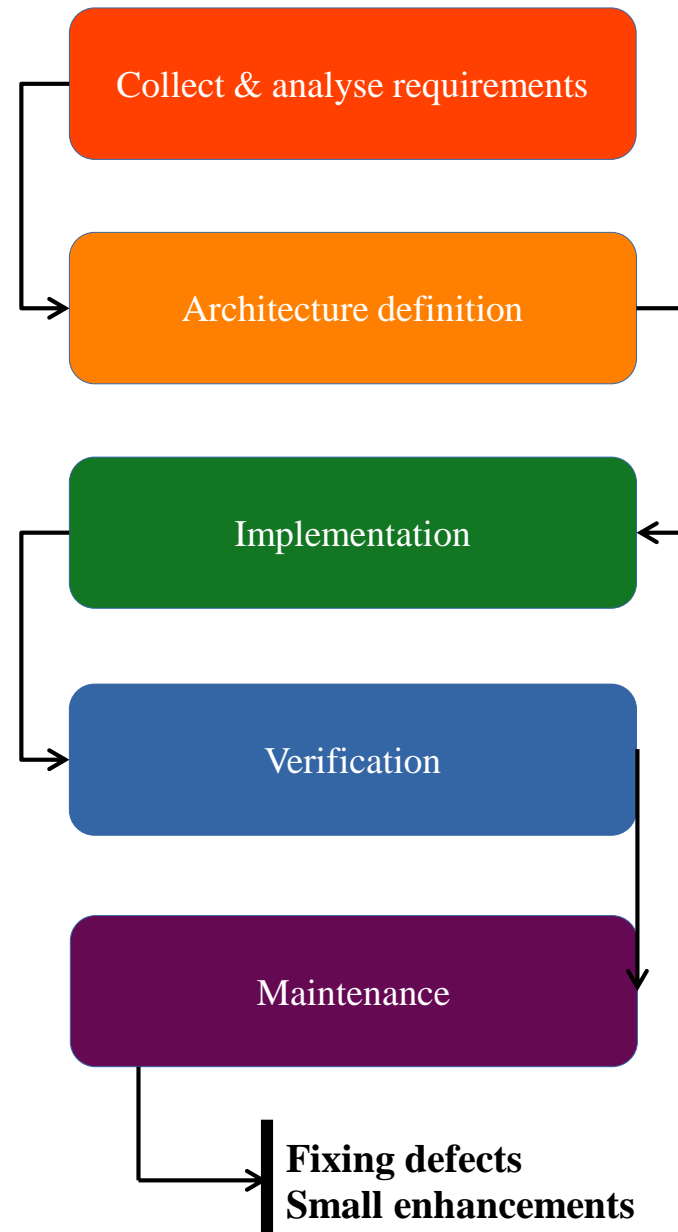 Collect & analyse requirements
Architecture definition
Implementation
Verification
Maintenance
Fixing defects
Small enhancements